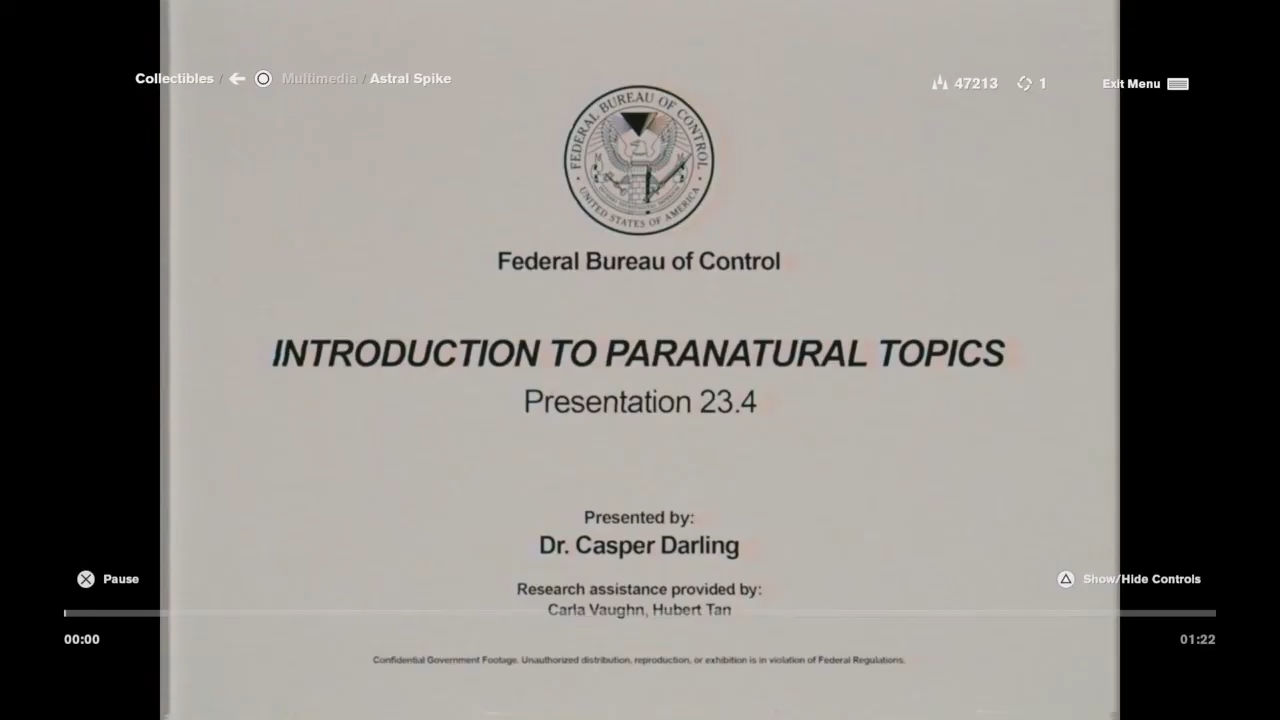 Collectibles / Multimedia / Astral Spike
47213
1
Exit Menu
FEDERAL BUREAU OF CONTROL
UNITED STATES OF AMERICA
Federal Bureau of Control
INTRODUCTION TO PARANATURAL TOPICS
Presentation 23.4
Presented by:
Dr. Casper Darling
Pause
Show/Hide Controls
Research assistance provided by:
Carla Vaughn, Hubert Tan
00:00
01:22
Confidential Government Footage. Unauthorized distribution, reproduction, or exhibition is in violation of Federal Regulations.